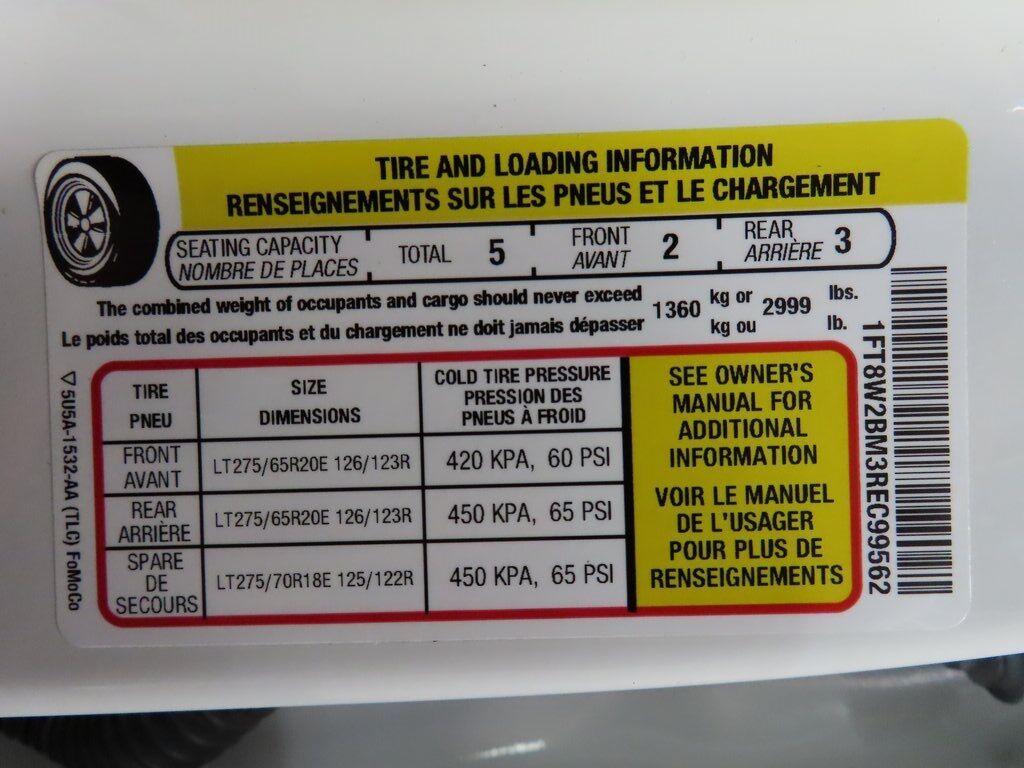 TIRE AND LOADING INFORMATION
RENSEIGNEMENTS SUR LES PNEUS ET LE CHARGEMENT
SEATING CAPACITY
NOMBRE DE PLACES
TOTAL 5
FRONT
AVANT
2
REAR
ARRIÈRE
3
The combined weight of occupants and cargo should never exceed
Le poids total des occupants et du chargement ne doit jamais dépasser
1360
kg or
kg ou
2999
lbs.
lb.
TIRE
PNEU
SIZE
DIMENSIONS
COLD TIRE PRESSURE
PRESSION DES
PNEUS À FROID
FRONT
AVANT
LT275/65R20E 126/123R
420 KPA, 60 PSI
REAR
ARRIÈRE
LT275/65R20E 126/123R
450 KPA, 65 PSI
SPARE
DE
SECOURS
LT275/70R18E 125/122R
450 KPA, 65 PSI
SEE OWNER'S
MANUAL FOR
ADDITIONAL
INFORMATION
VOIR LE MANUEL
DE L'USAGER
POUR PLUS DE
RENSEIGNEMENTS
5U5A-1532-AA (TLC) FoMoCo
1FT8W2BM3REC99562